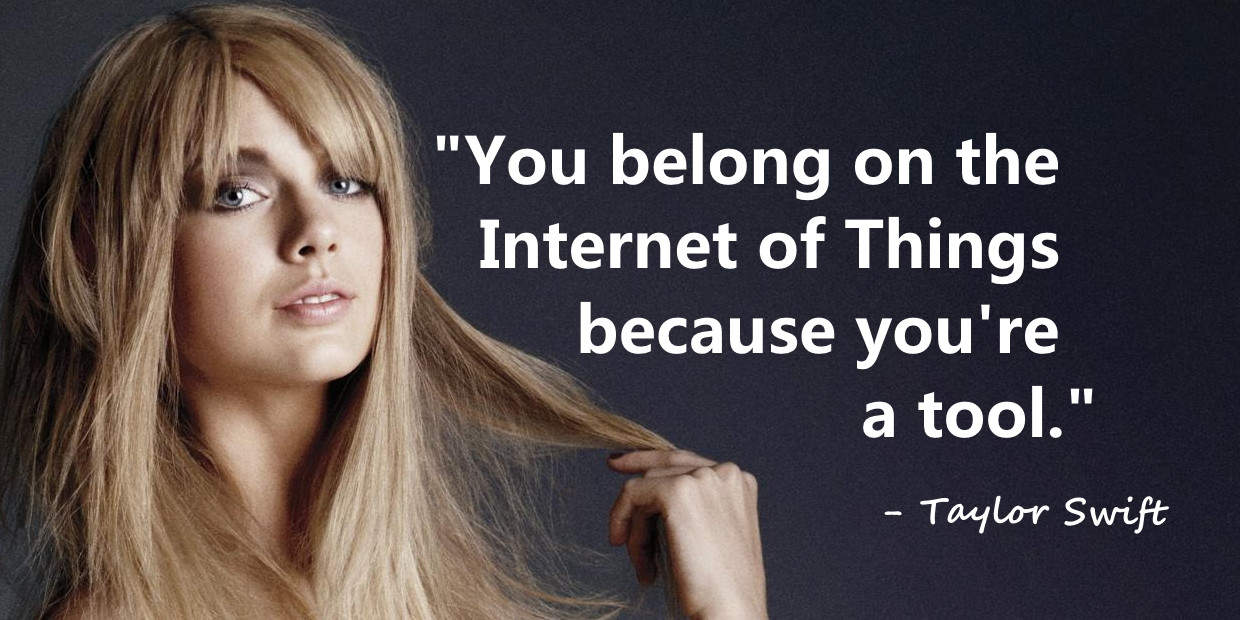 "You belong on the
Internet of Things
because you're
a tool."
- Taylor Swift